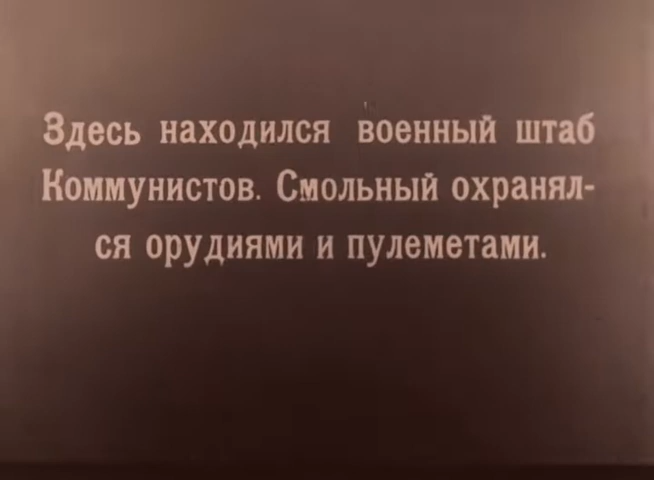 Здесь находился военный штаб
Коммунистов. Смольный охранял-
ся орудиями и пулеметами.